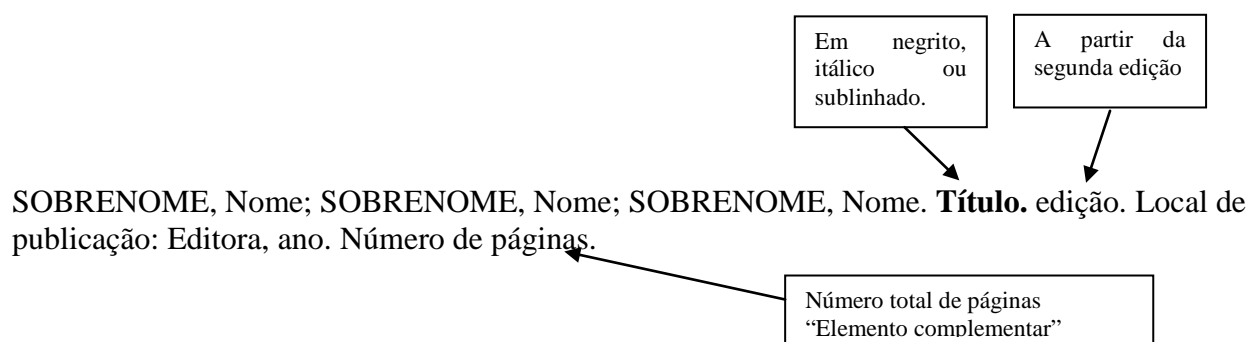 Em negrito,
itálico ou
sublinhado.
A partir da
segunda edição
SOBRENOME, Nome; SOBRENOME, Nome; SOBRENOME, Nome. Título. edição. Local de
publicação: Editora, ano. Número de páginas.
Número total de páginas
“Elemento complementar”